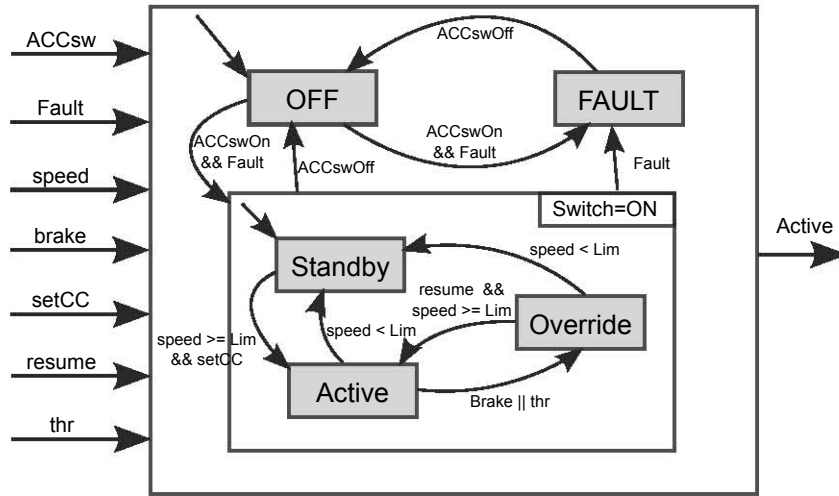 ACCsw
Fault
speed
brake
setCC
resume
thr
ACCswOff
OFF
FAULT
ACCswOn
&& Fault
ACCswOn
&& Fault
ACCswOff
Fault
Switch=ON
Standby
speed < Lim
resume &&
speed >= Lim
Override
speed >= Lim
&& setCC
speed < Lim
Active
Brake || thr
Active